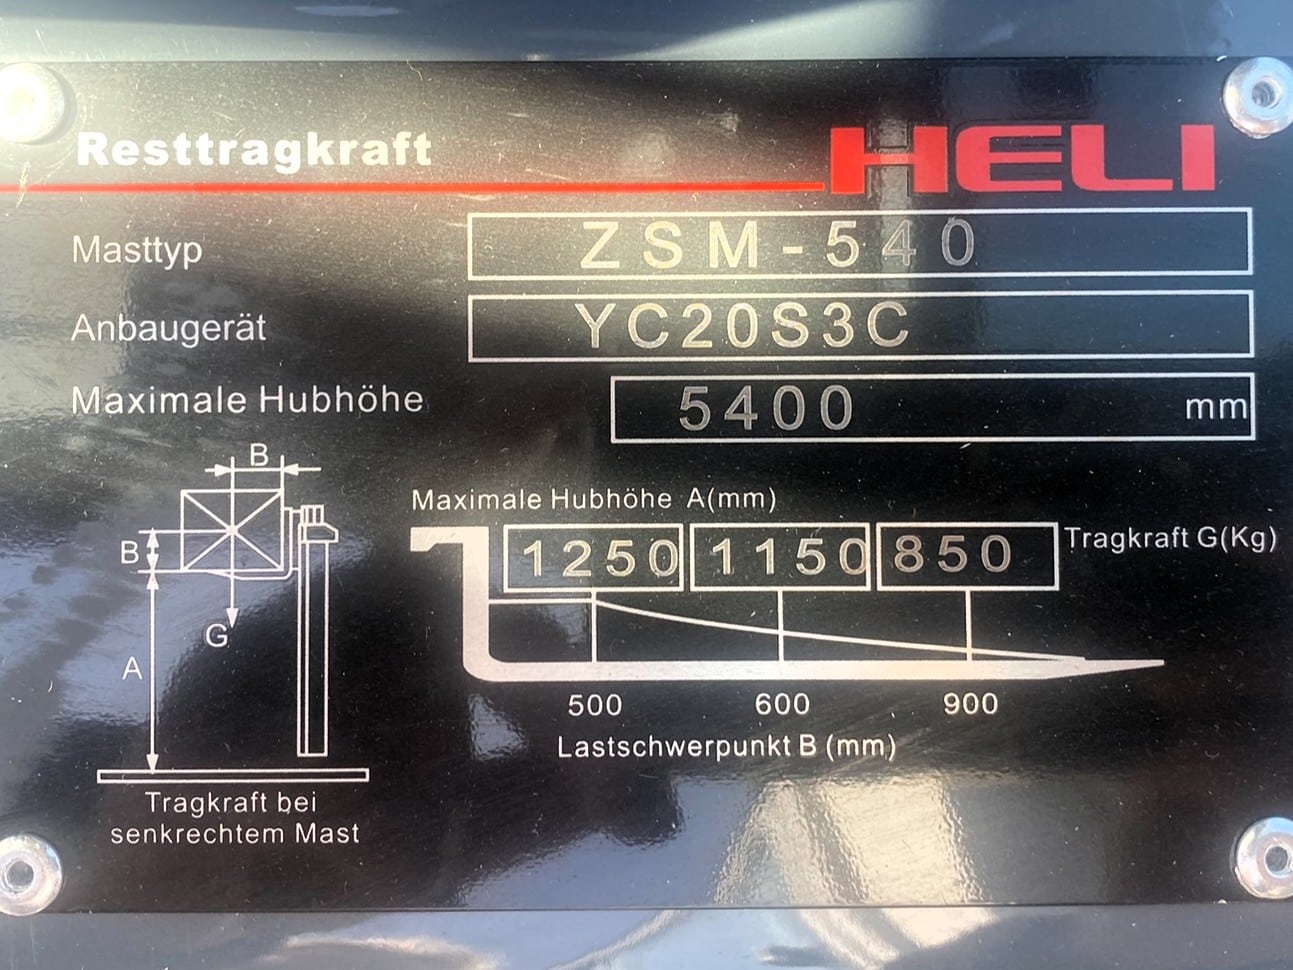 Resttragkraft HELI
Masttyp ZSM-540
Anbaugerät YC20S3C
Maximale Hubhöhe 5400 mm
B
Maximale Hubhöhe A(mm)
B
1250 1150 850 Tragkraft G(Kg)
G
A
500 600 900
Lastschwerpunkt B (mm)
Tragkraft bei
senkrechtem Mast